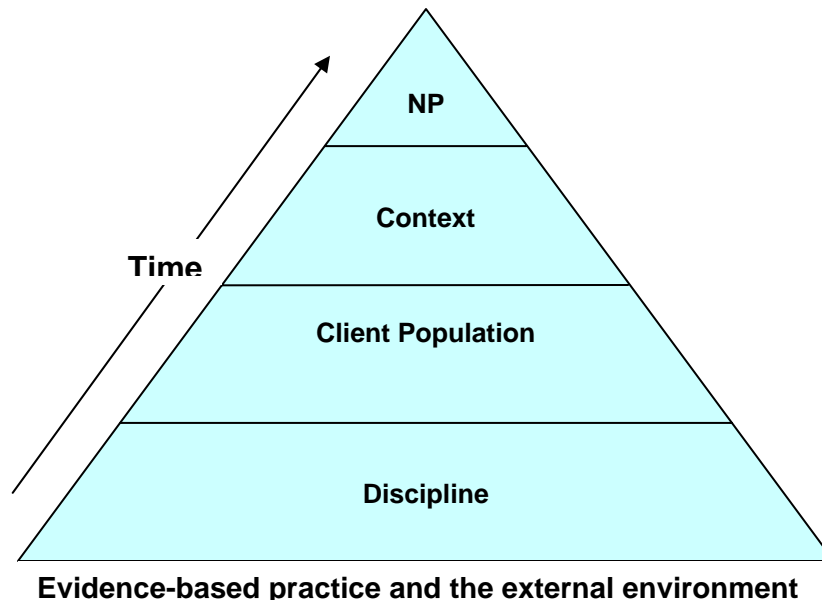 NP
Context
Time
Client Population
Discipline
Evidence-based practice and the external environment